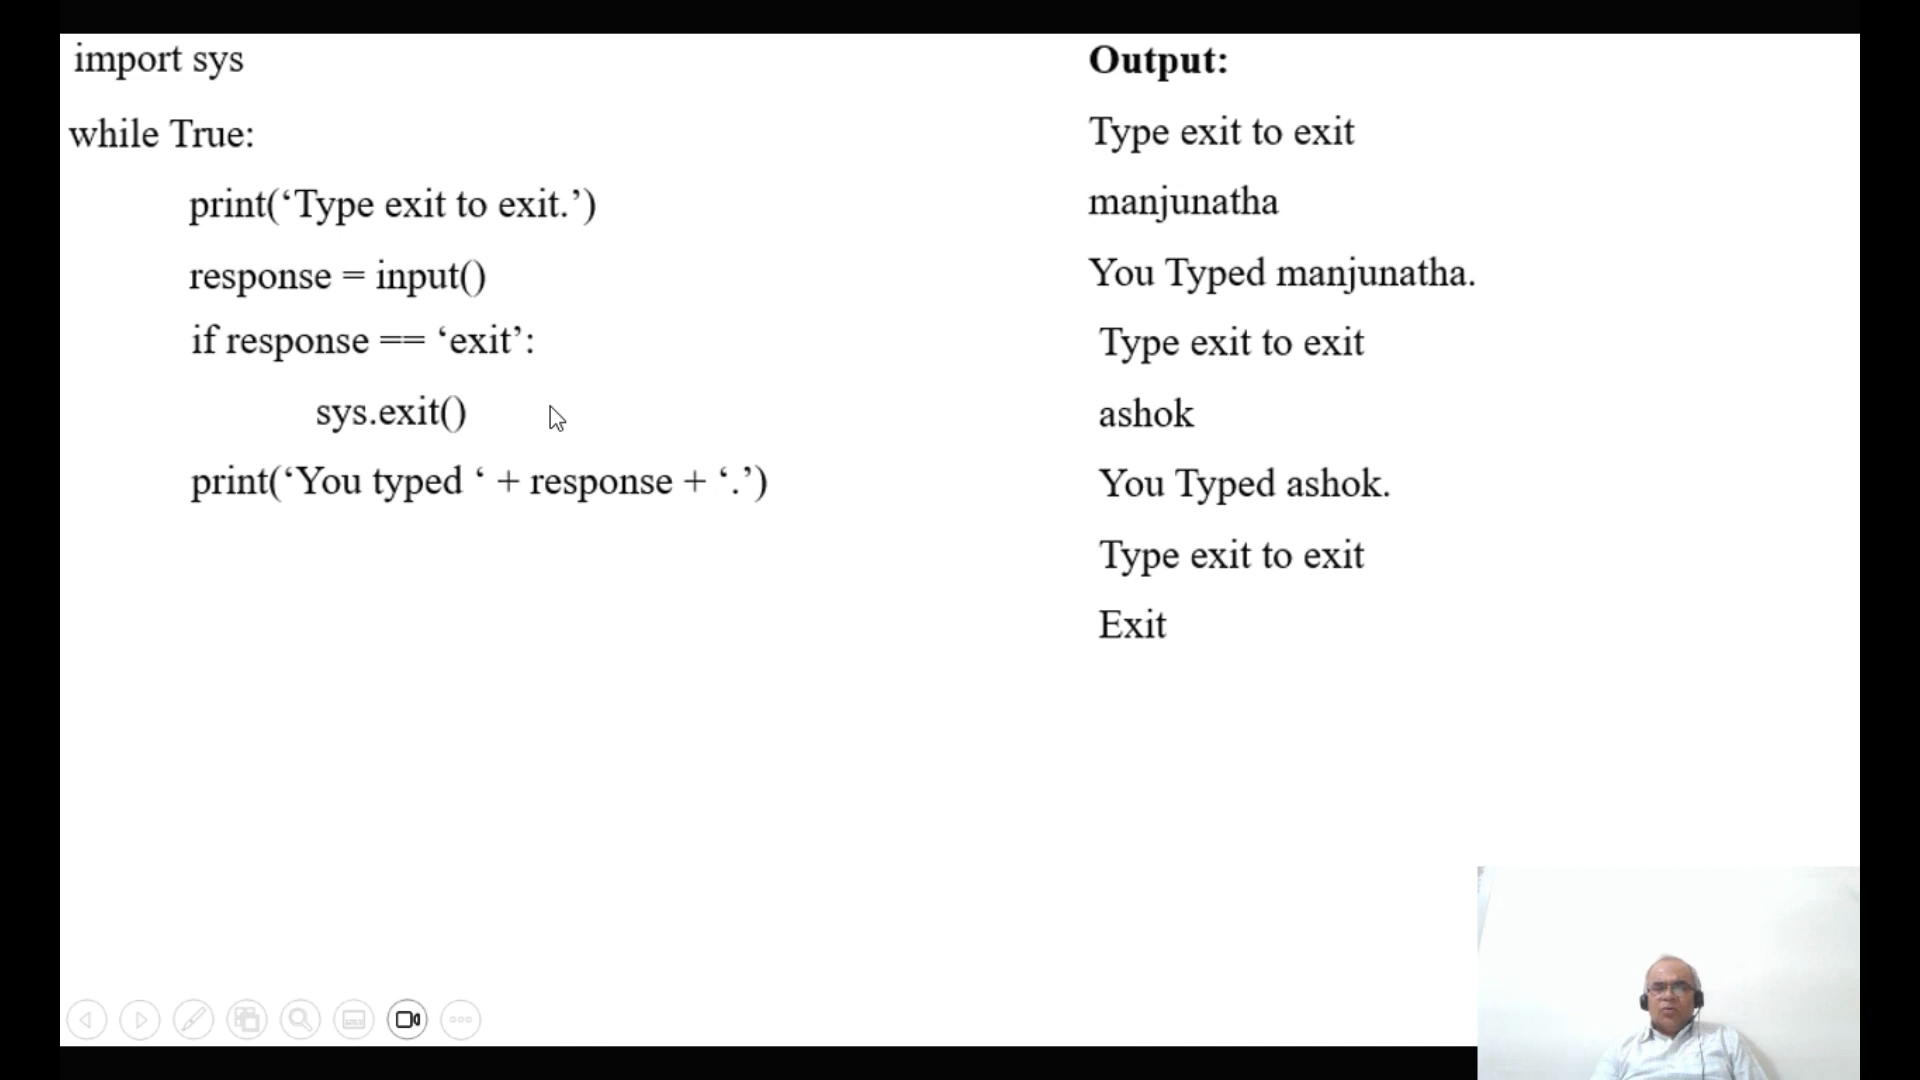 import sys
while True:
print(‘Type exit to exit.’)
response = input()
if response == ‘exit’:
sys.exit()
print(‘You typed ‘ + response + ‘.’)
Output:
Type exit to exit
manjunatha
You Typed manjunatha.
Type exit to exit
ashok
You Typed ashok.
Type exit to exit
Exit